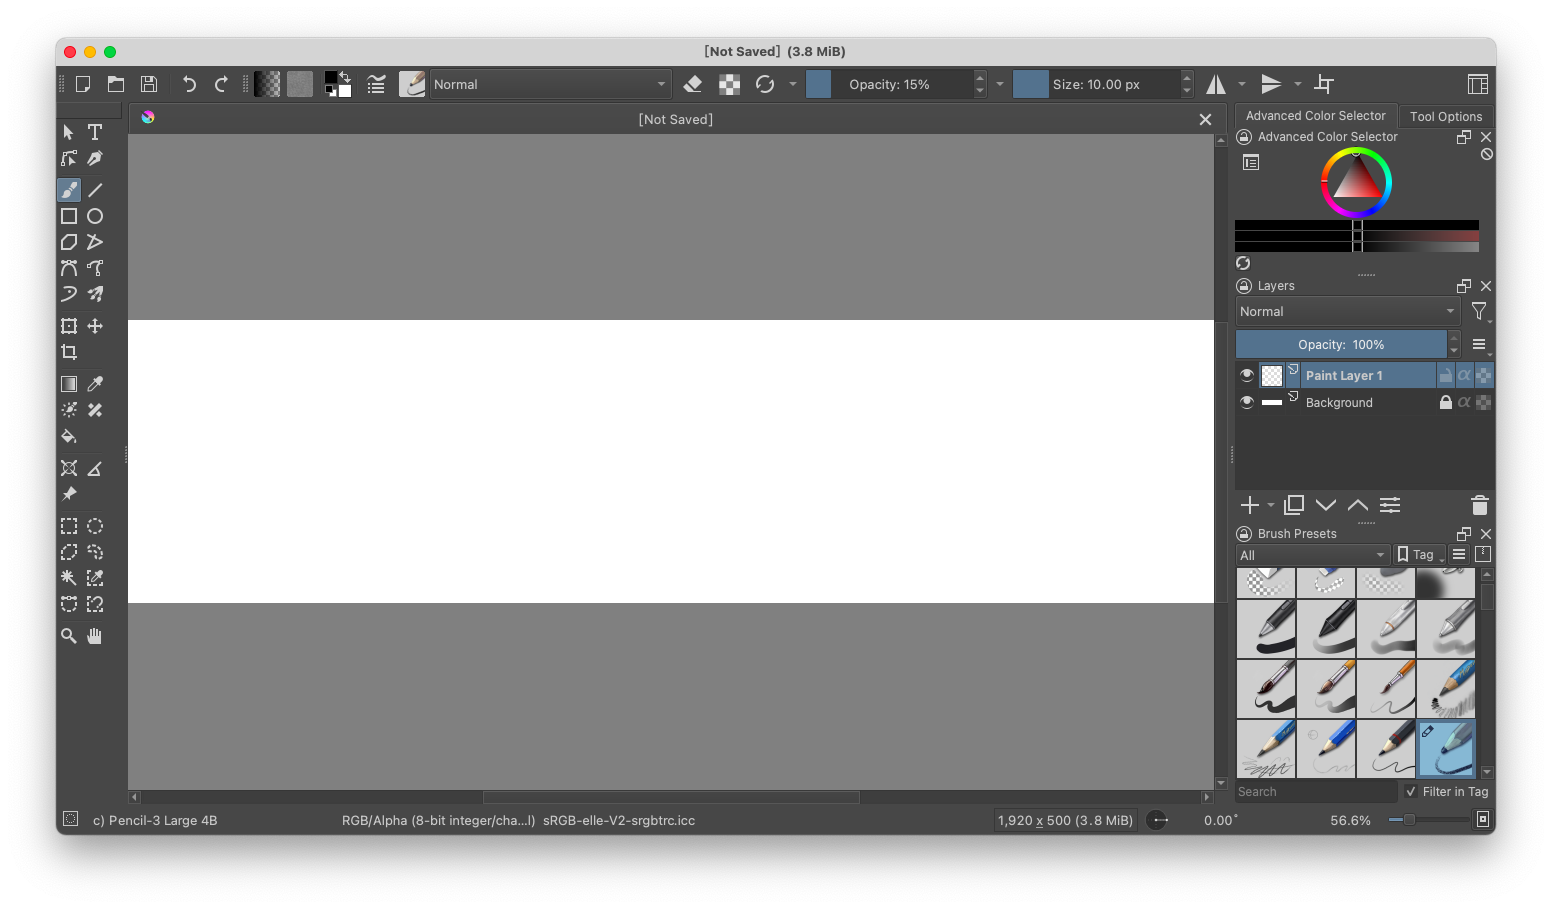 [Not Saved] (3.8 MiB)
Normal
Opacity: 15%
Size: 10.00 px
[Not Saved]
Advanced Color Selector
Tool Options
Advanced Color Selector
Layers
Normal
Opacity: 100%
Paint Layer 1
Background
Brush Presets
All
Tag
Search
Filter in Tag
c) Pencil-3 Large 4B
RGB/Alpha (8-bit integer/cha...l) sRGB-elle-V2-srgbtrc.icc
1,920 x 500 (3.8 MiB)
0.00°
56.6%